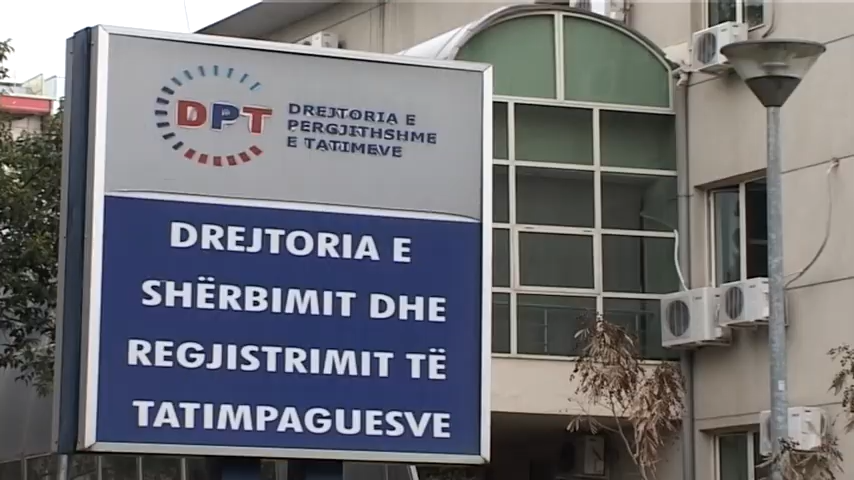 DPT
DREJTORIA E
PERGJITHSHME
E TATIMEVE
DREJTORIA E
SHËRBIMIT DHE
REGJISTRIMIT TË
TATIMPAGUESVE